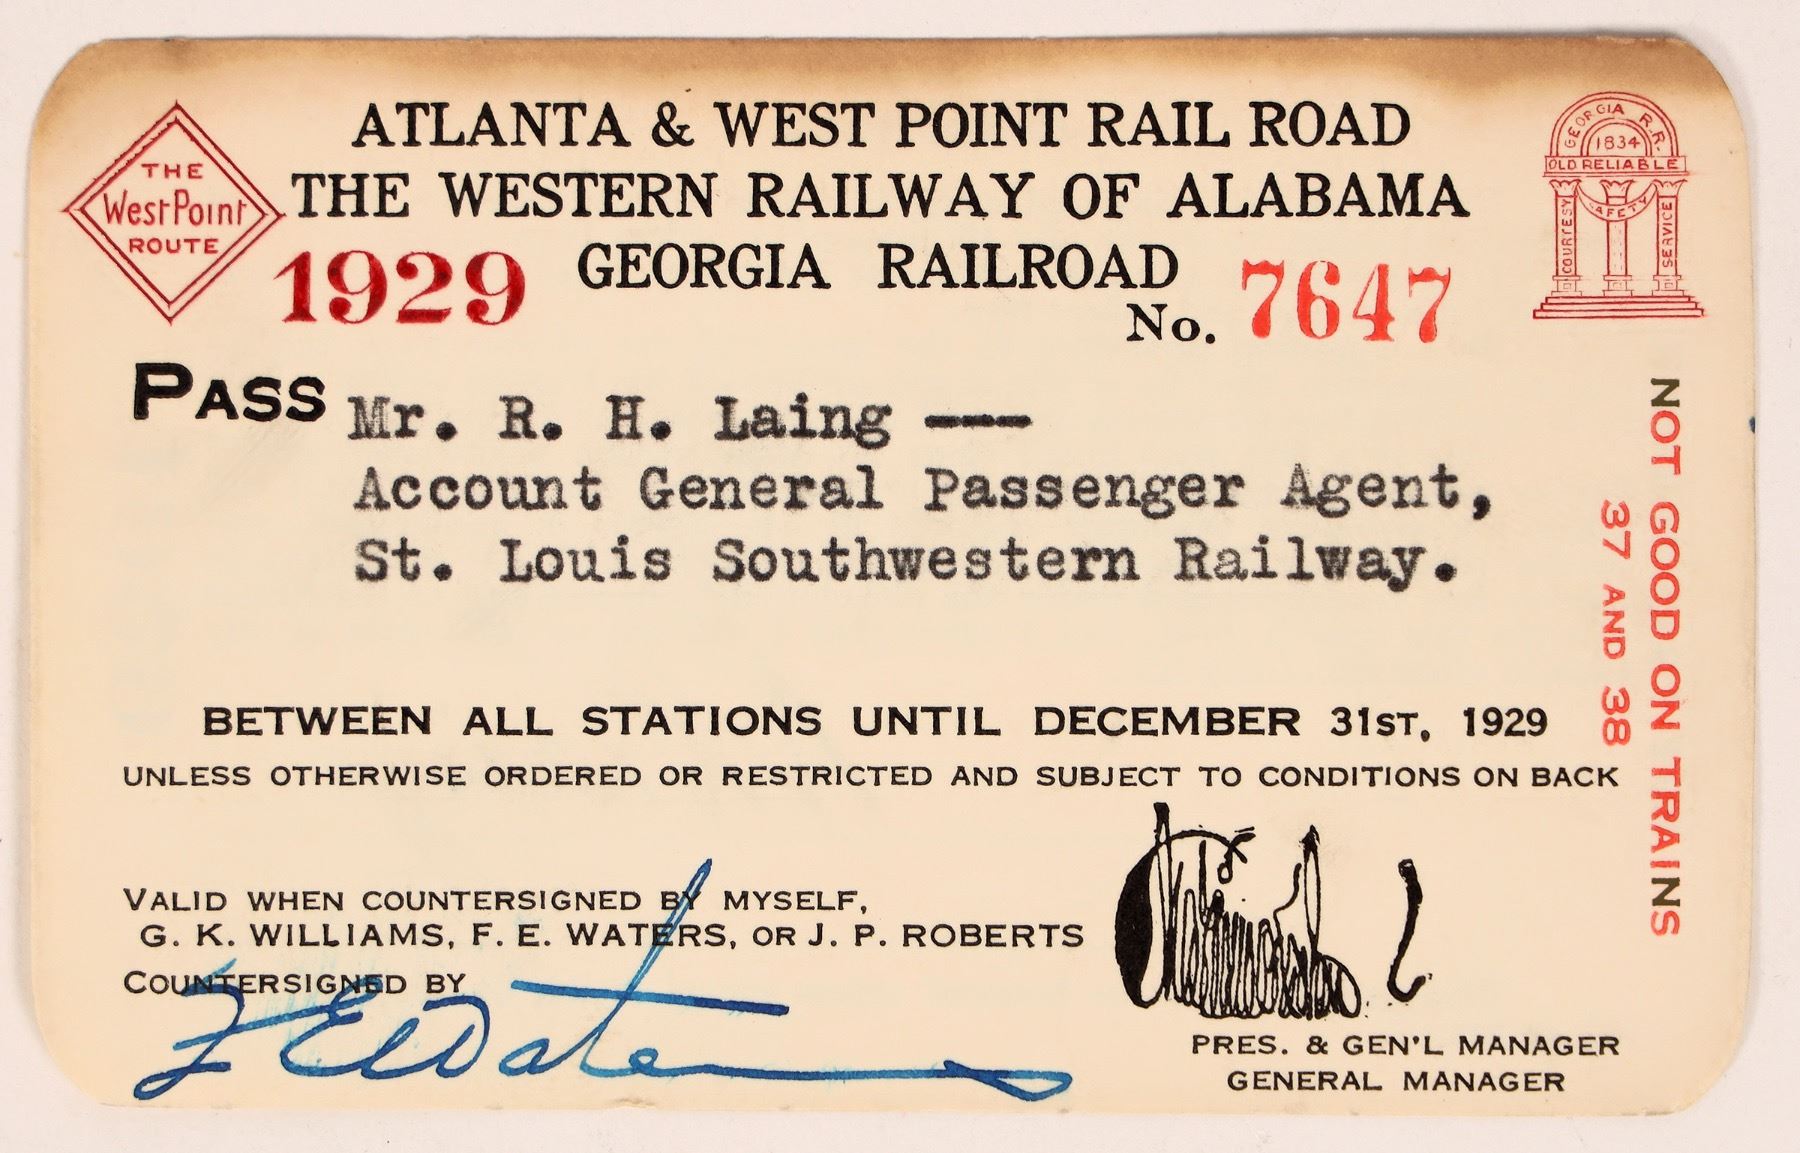 ATLANTA & WEST POINT RAIL ROAD
THE WESTERN RAILWAY OF ALABAMA
GEORGIA RAILROAD
THE
West Point
ROUTE
1929
No. 7647
GEORGIA R.R.
1834
OLD RELIABLE
SAFETY
COURTESY
SERVICE
PASS Mr. R. H. Laing ---
Account General Passenger Agent,
St. Louis Southwestern Railway.
NOT GOOD ON TRAINS
37 AND 38
BETWEEN ALL STATIONS UNTIL DECEMBER 31ST, 1929
UNLESS OTHERWISE ORDERED OR RESTRICTED AND SUBJECT TO CONDITIONS ON BACK
VALID WHEN COUNTERSIGNED BY MYSELF,
G. K. WILLIAMS, F. E. WATERS, OR J. P. ROBERTS
COUNTERSIGNED BY
F E Waters
PRES. & GEN'L MANAGER
GENERAL MANAGER